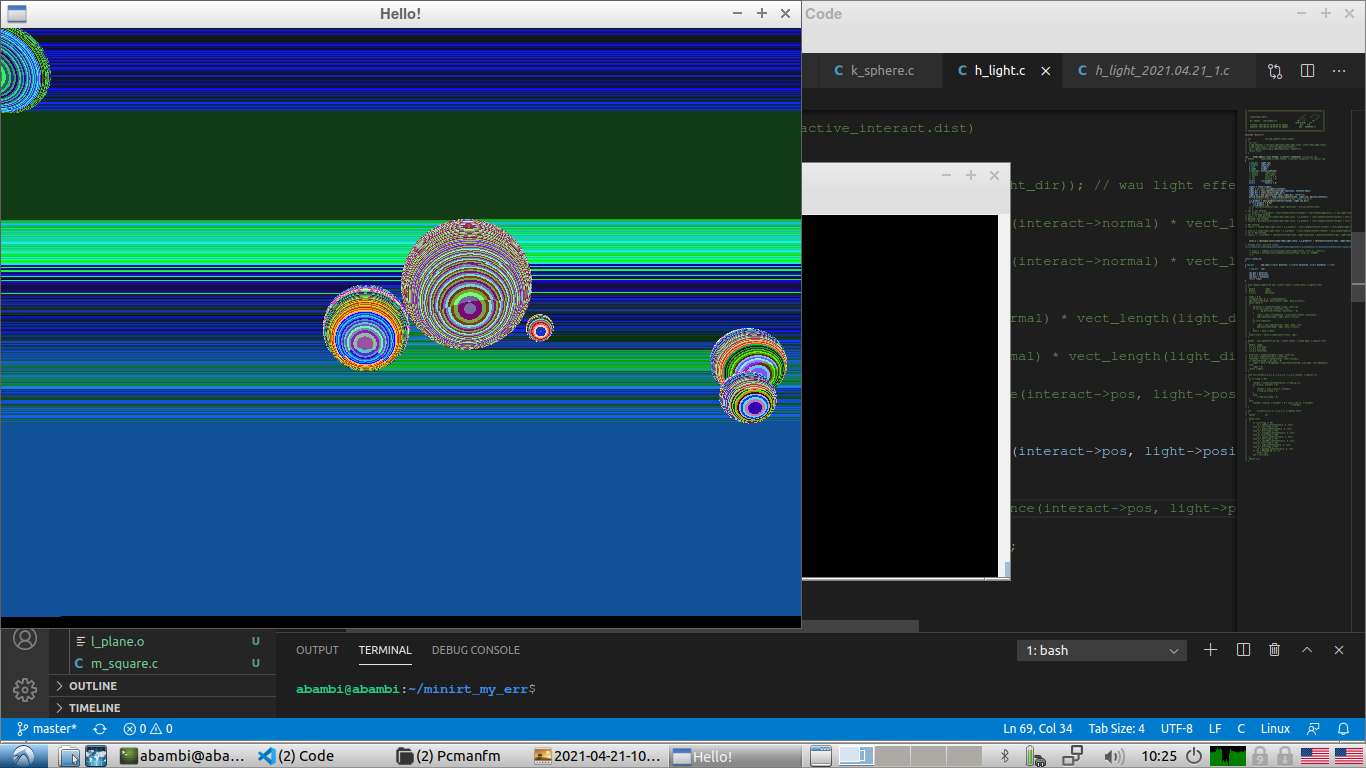 Hello!
Code
k_sphere.c
h_light.c
h_light_2021.04.21_1.c
active_interact.dist)
ht_dir)); // wau light effe
(interact->normal) * vect_l
(interact->normal) * vect_l
rmal) * vect_length(light_d
mal) * vect_length(light_di
e(interact->pos, light->pos
(interact->pos, light->posi
nce(interact->pos, light->p
;
l_plane.o U
m_square.c U
OUTLINE
TIMELINE
OUTPUT TERMINAL DEBUG CONSOLE
1: bash
abambi@abambi:~/minirt_my_err$
master* 0 0 Ln 69, Col 34 Tab Size: 4 UTF-8 LF C Linux
abambi@aba... (2) Code (2) Pcmanfm 2021-04-21-10... Hello! 10:25